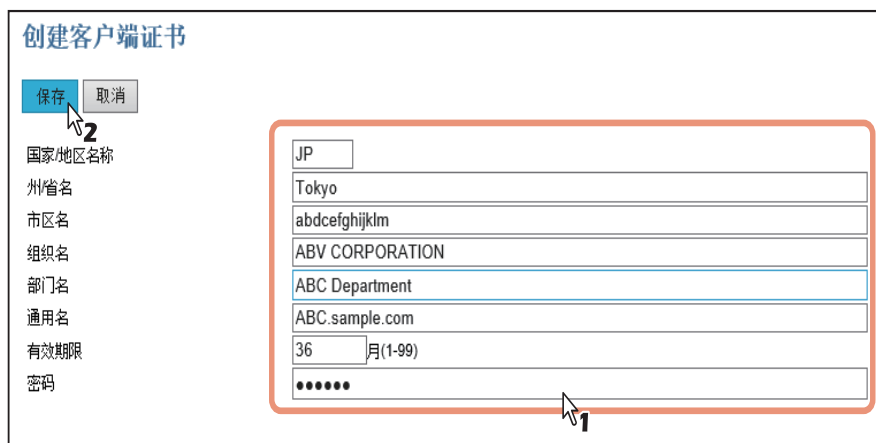 创建客户端证书
保存 取消
2
国家/地区名称 JP
州/省名 Tokyo
市区名 abdcefghijklm
组织名 ABV CORPORATION
部门名 ABC Department
通用名 ABC.sample.com
有效期限 36 月(1-99)
密码 ●●●●●●
1